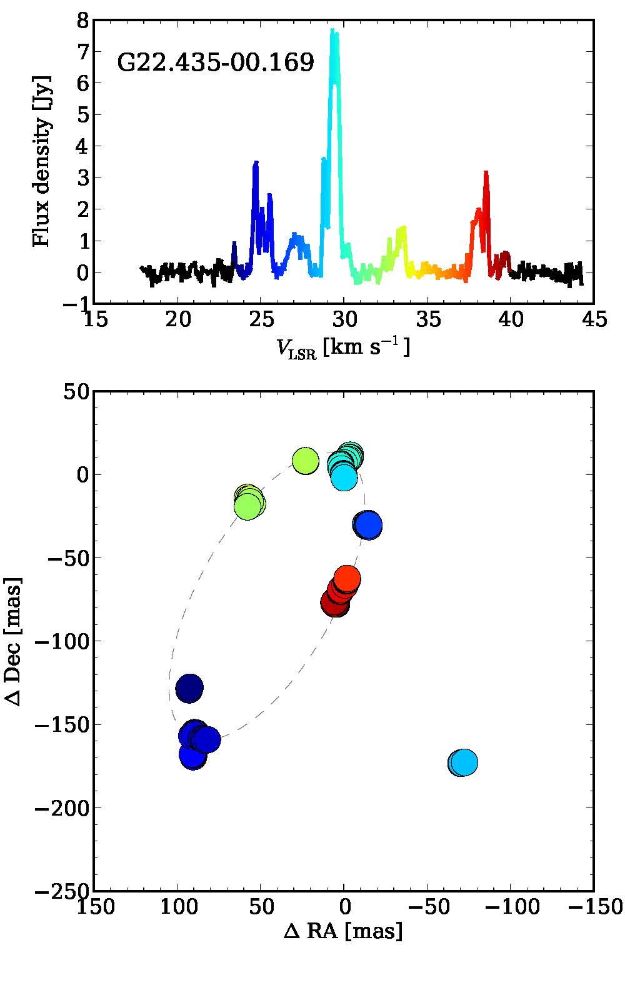 8
7
6
5
4
3
2
1
0
−1
Flux density [Jy]
G22.435-00.169
15 20 25 30 35 40 45
V_LSR [km s⁻¹]
50
0
−50
−100
−150
−200
−250
Δ Dec [mas]
150 100 50 0 −50 −100 −150
Δ RA [mas]